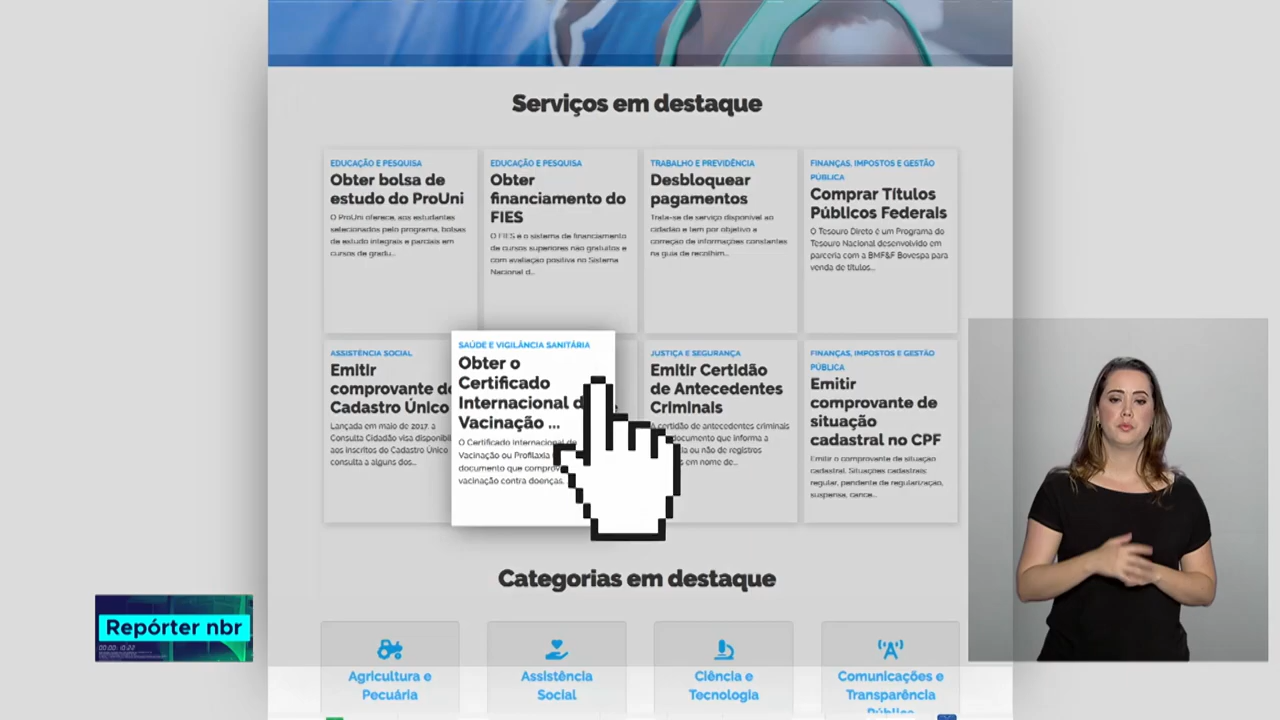 Serviços em destaque
EDUCAÇÃO E PESQUISA
Obter bolsa de
estudo do ProUni
O ProUni oferece, aos estudantes
selecionados pelo programa, bolsas
de estudo integrais e parciais em
cursos de gradu...
EDUCAÇÃO E PESQUISA
Obter
financiamento do
FIES
O FIES é o sistema de financiamento
de cursos superiores não gratuitos e
com avaliação positiva no Sistema
Nacional d...
TRABALHO E PREVIDÊNCIA
Desbloquear
pagamentos
Trata-se de serviço disponível ao
cidadão e tem por objetivo a
correção de informações constantes
na guia de recolhim...
FINANÇAS, IMPOSTOS E GESTÃO
PÚBLICA
Comprar Títulos
Públicos Federais
O Tesouro Direto é um Programa do
Tesouro Nacional desenvolvido em
parceria com a BMF&F Bovespa para
venda de títulos...
ASSISTÊNCIA SOCIAL
Emitir
comprovante do
Cadastro Único
Lançada em maio de 2017, a
Consulta Cidadão visa disponibili
aos inscritos do Cadastro Único
consulta a alguns dos...
SAÚDE E VIGILÂNCIA SANITÁRIA
Obter o
Certificado
Internacional d
Vacinação ...
O Certificado Internacional de
Vacinação ou Profilaxia
documento que comprov
vacinação contra doenças.
JUSTIÇA E SEGURANÇA
Emitir Certidão
de Antecedentes
Criminais
certidão de antecedentes criminais
documento que informa a
ia ou não de registros
s em nome de...
FINANÇAS, IMPOSTOS E GESTÃO
PÚBLICA
Emitir
comprovante de
situação
cadastral no CPF
Emitir o comprovante de situação
cadastral. Situações cadastrais:
regular, pendente de regularização,
suspensa, cance...
Categorias em destaque
Agricultura e
Pecuária
Assistência
Social
Ciência e
Tecnologia
Comunicações e
Transparência
Pública
Repórter nbr